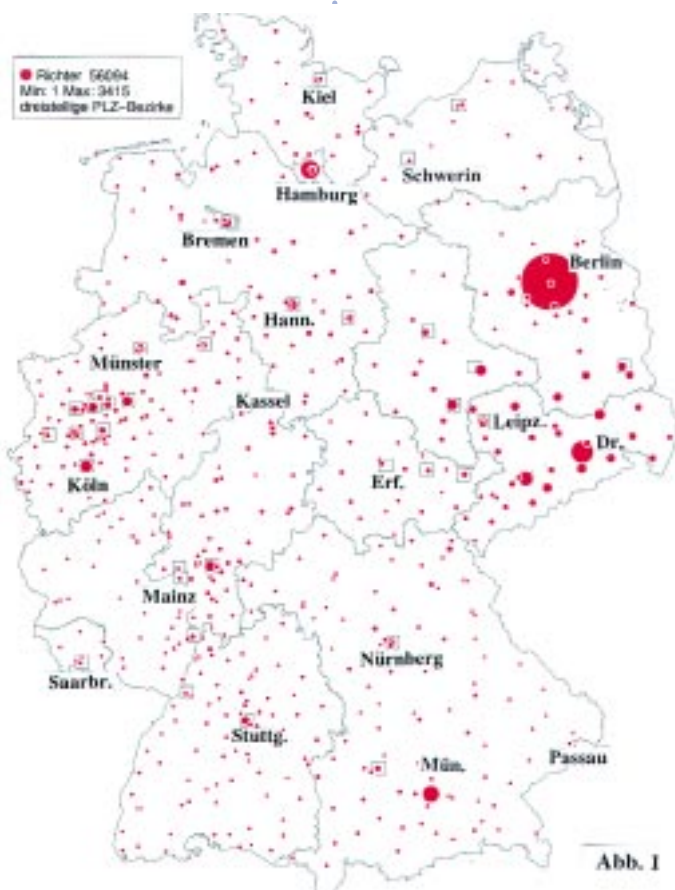 Richter 56094
Min: 1 Max: 3415
dreistellige PLZ-Bezirke
Kiel
Schwerin
Hamburg
Bremen
Berlin
Hann.
Münster
Kassel
Leipz.
Dr.
Köln
Erf.
Mainz
Nürnberg
Saarbr.
Stuttg.
Mün.
Passau
Abb. 1